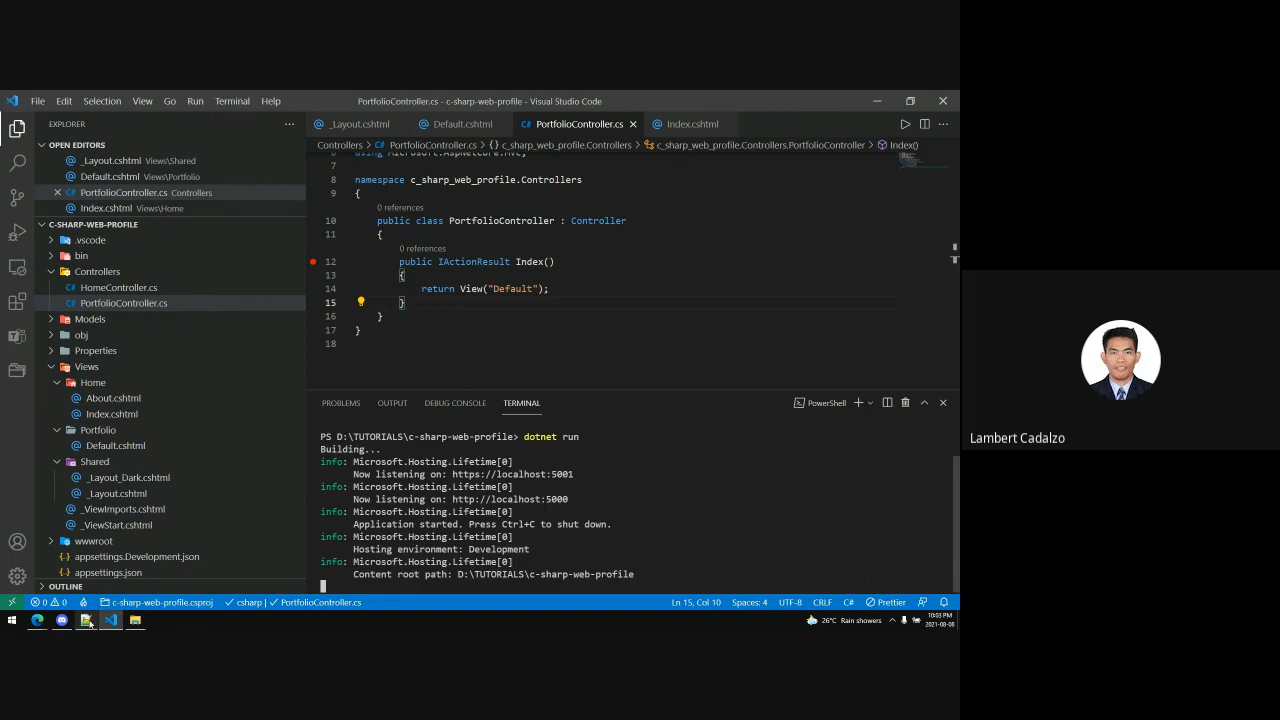 File Edit Selection View Go Run Terminal Help
PortfolioController.cs - c-sharp-web-profile - Visual Studio Code
EXPLORER
OPEN EDITORS
_Layout.cshtml Views\Shared
Default.cshtml Views\Portfolio
PortfolioController.cs Controllers
Index.cshtml Views\Home
C-SHARP-WEB-PROFILE
.vscode
bin
Controllers
HomeController.cs
PortfolioController.cs
Models
obj
Properties
Views
Home
About.cshtml
Index.cshtml
Portfolio
Default.cshtml
Shared
_Layout_Dark.cshtml
_Layout.cshtml
_ViewImports.cshtml
_ViewStart.cshtml
wwwroot
appsettings.Development.json
appsettings.json
OUTLINE
_Layout.cshtml Default.cshtml PortfolioController.cs Index.cshtml
Controllers > PortfolioController.cs > {} c_sharp_web_profile.Controllers > c_sharp_web_profile.Controllers.PortfolioController > Index()
using Microsoft.AspNetCore.Mvc;
7
8 namespace c_sharp_web_profile.Controllers
9 {
0 references
10 public class PortfolioController : Controller
11 {
0 references
12 public IActionResult Index()
13 {
14 return View("Default");
15 }
16 }
17 }
18
PROBLEMS OUTPUT DEBUG CONSOLE TERMINAL PowerShell
PS D:\TUTORIALS\c-sharp-web-profile> dotnet run
Building...
info: Microsoft.Hosting.Lifetime[0]
Now listening on: https://localhost:5001
info: Microsoft.Hosting.Lifetime[0]
Now listening on: http://localhost:5000
info: Microsoft.Hosting.Lifetime[0]
Application started. Press Ctrl+C to shut down.
info: Microsoft.Hosting.Lifetime[0]
Hosting environment: Development
info: Microsoft.Hosting.Lifetime[0]
Content root path: D:\TUTORIALS\c-sharp-web-profile
0 0 c-sharp-web-profile.csproj csharp PortfolioController.cs Ln 15, Col 10 Spaces: 4 UTF-8 CRLF C# Prettier
26°C Rain showers
10:03 PM
2021-08-08
Lambert Cadalzo